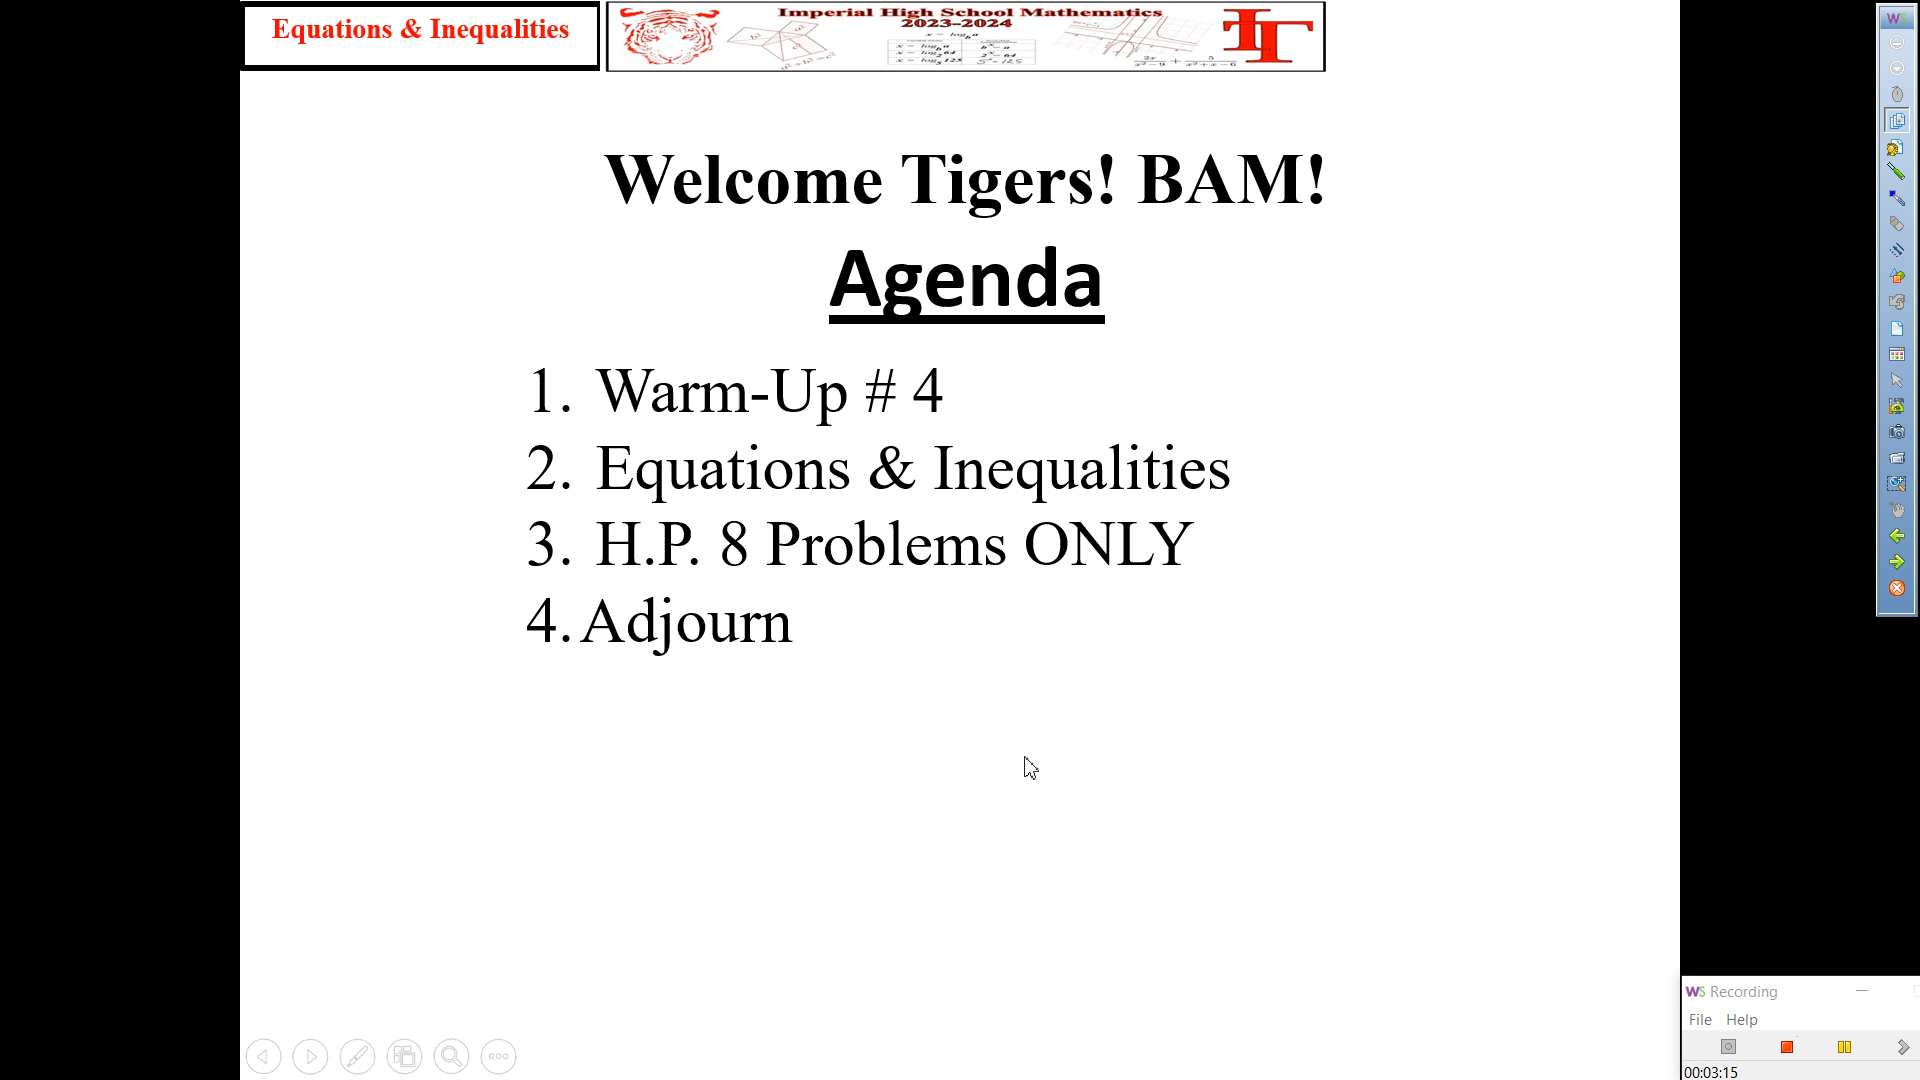 Equations & Inequalities
Imperial High School Mathematics
2023-2024
Welcome Tigers! BAM!
Agenda
1. Warm-Up # 4
2. Equations & Inequalities
3. H.P. 8 Problems ONLY
4. Adjourn
WS Recording
File Help
00:03:15